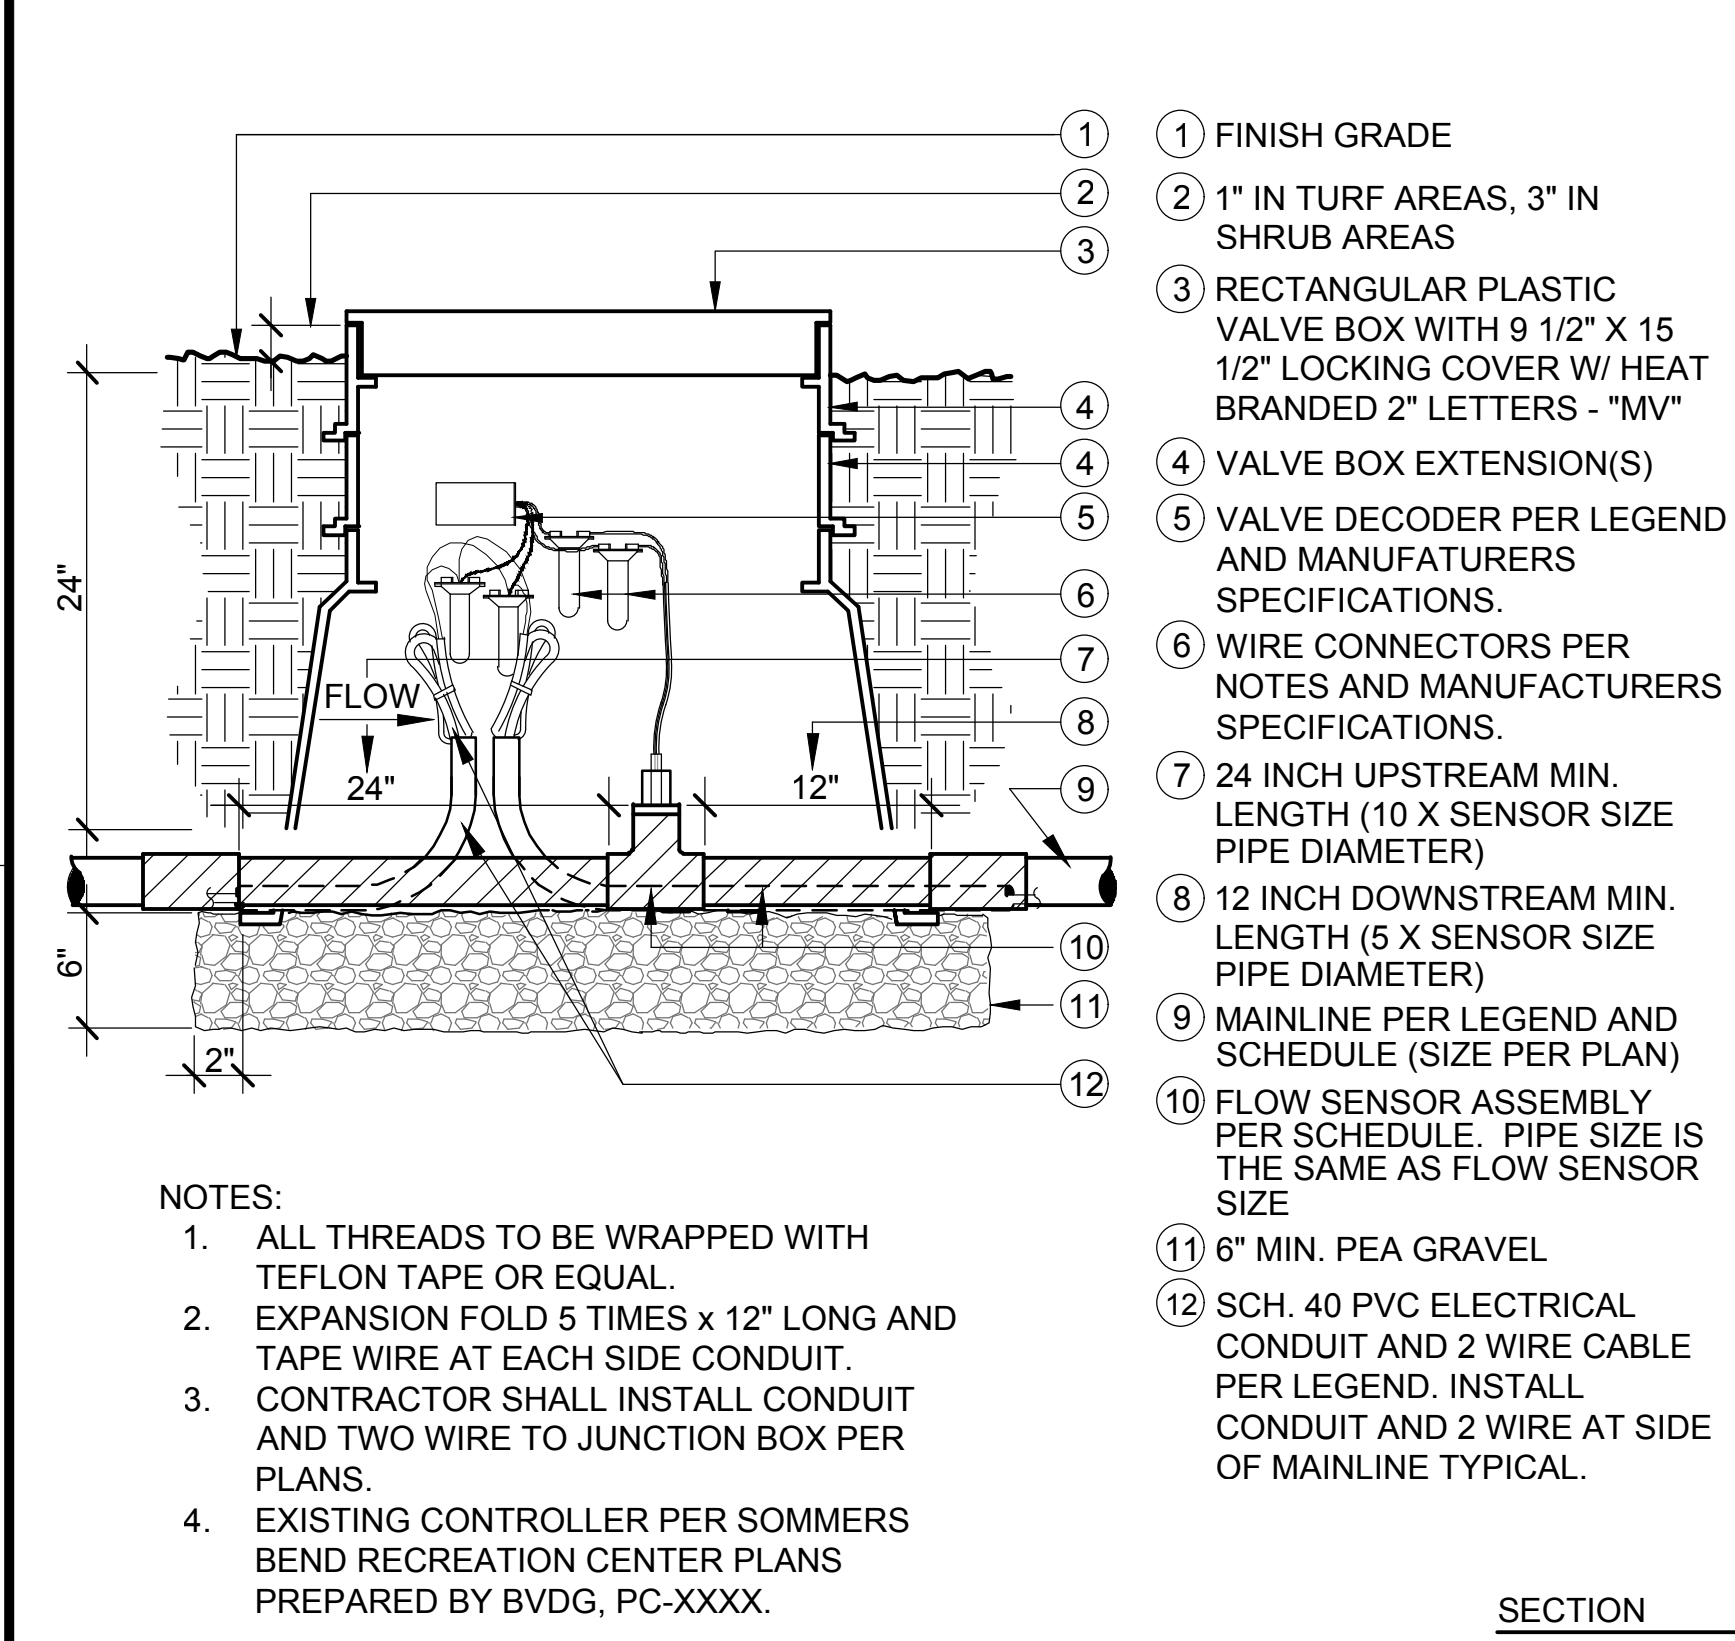 1
2
3
4
4
5
6
7
8
9
10
11
12
24"
6"
2"
FLOW
24"
12"
1 FINISH GRADE
2 1" IN TURF AREAS, 3" IN
SHRUB AREAS
3 RECTANGULAR PLASTIC
VALVE BOX WITH 9 1/2" X 15
1/2" LOCKING COVER W/ HEAT
BRANDED 2" LETTERS - "MV"
4 VALVE BOX EXTENSION(S)
5 VALVE DECODER PER LEGEND
AND MANUFATURERS
SPECIFICATIONS.
6 WIRE CONNECTORS PER
NOTES AND MANUFACTURERS
SPECIFICATIONS.
7 24 INCH UPSTREAM MIN.
LENGTH (10 X SENSOR SIZE
PIPE DIAMETER)
8 12 INCH DOWNSTREAM MIN.
LENGTH (5 X SENSOR SIZE
PIPE DIAMETER)
9 MAINLINE PER LEGEND AND
SCHEDULE (SIZE PER PLAN)
10 FLOW SENSOR ASSEMBLY
PER SCHEDULE. PIPE SIZE IS
THE SAME AS FLOW SENSOR
SIZE
11 6" MIN. PEA GRAVEL
12 SCH. 40 PVC ELECTRICAL
CONDUIT AND 2 WIRE CABLE
PER LEGEND. INSTALL
CONDUIT AND 2 WIRE AT SIDE
OF MAINLINE TYPICAL.
NOTES:
1. ALL THREADS TO BE WRAPPED WITH
TEFLON TAPE OR EQUAL.
2. EXPANSION FOLD 5 TIMES x 12" LONG AND
TAPE WIRE AT EACH SIDE CONDUIT.
3. CONTRACTOR SHALL INSTALL CONDUIT
AND TWO WIRE TO JUNCTION BOX PER
PLANS.
4. EXISTING CONTROLLER PER SOMMERS
BEND RECREATION CENTER PLANS
PREPARED BY BVDG, PC-XXXX.
SECTION